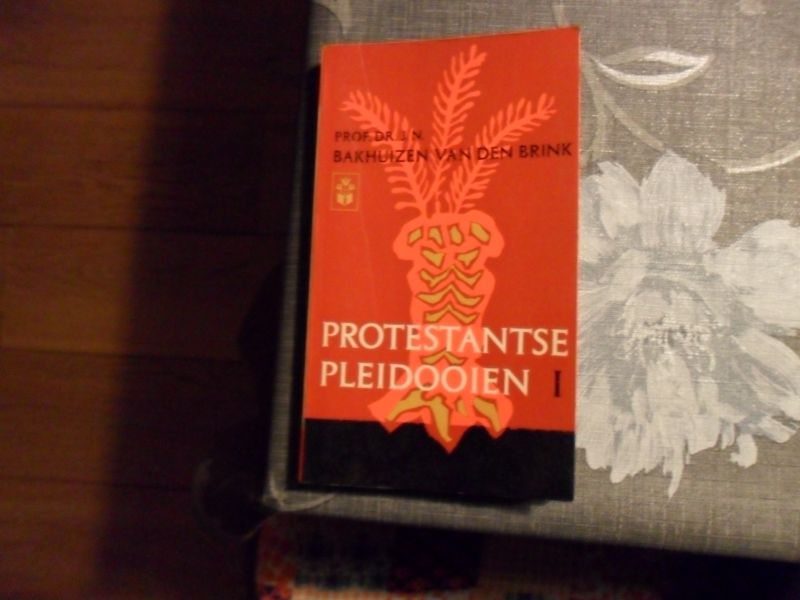 PROF. DR. J. N.
BAKHUIZEN VAN DEN BRINK
PROTESTANTSE
PLEIDOOIEN I